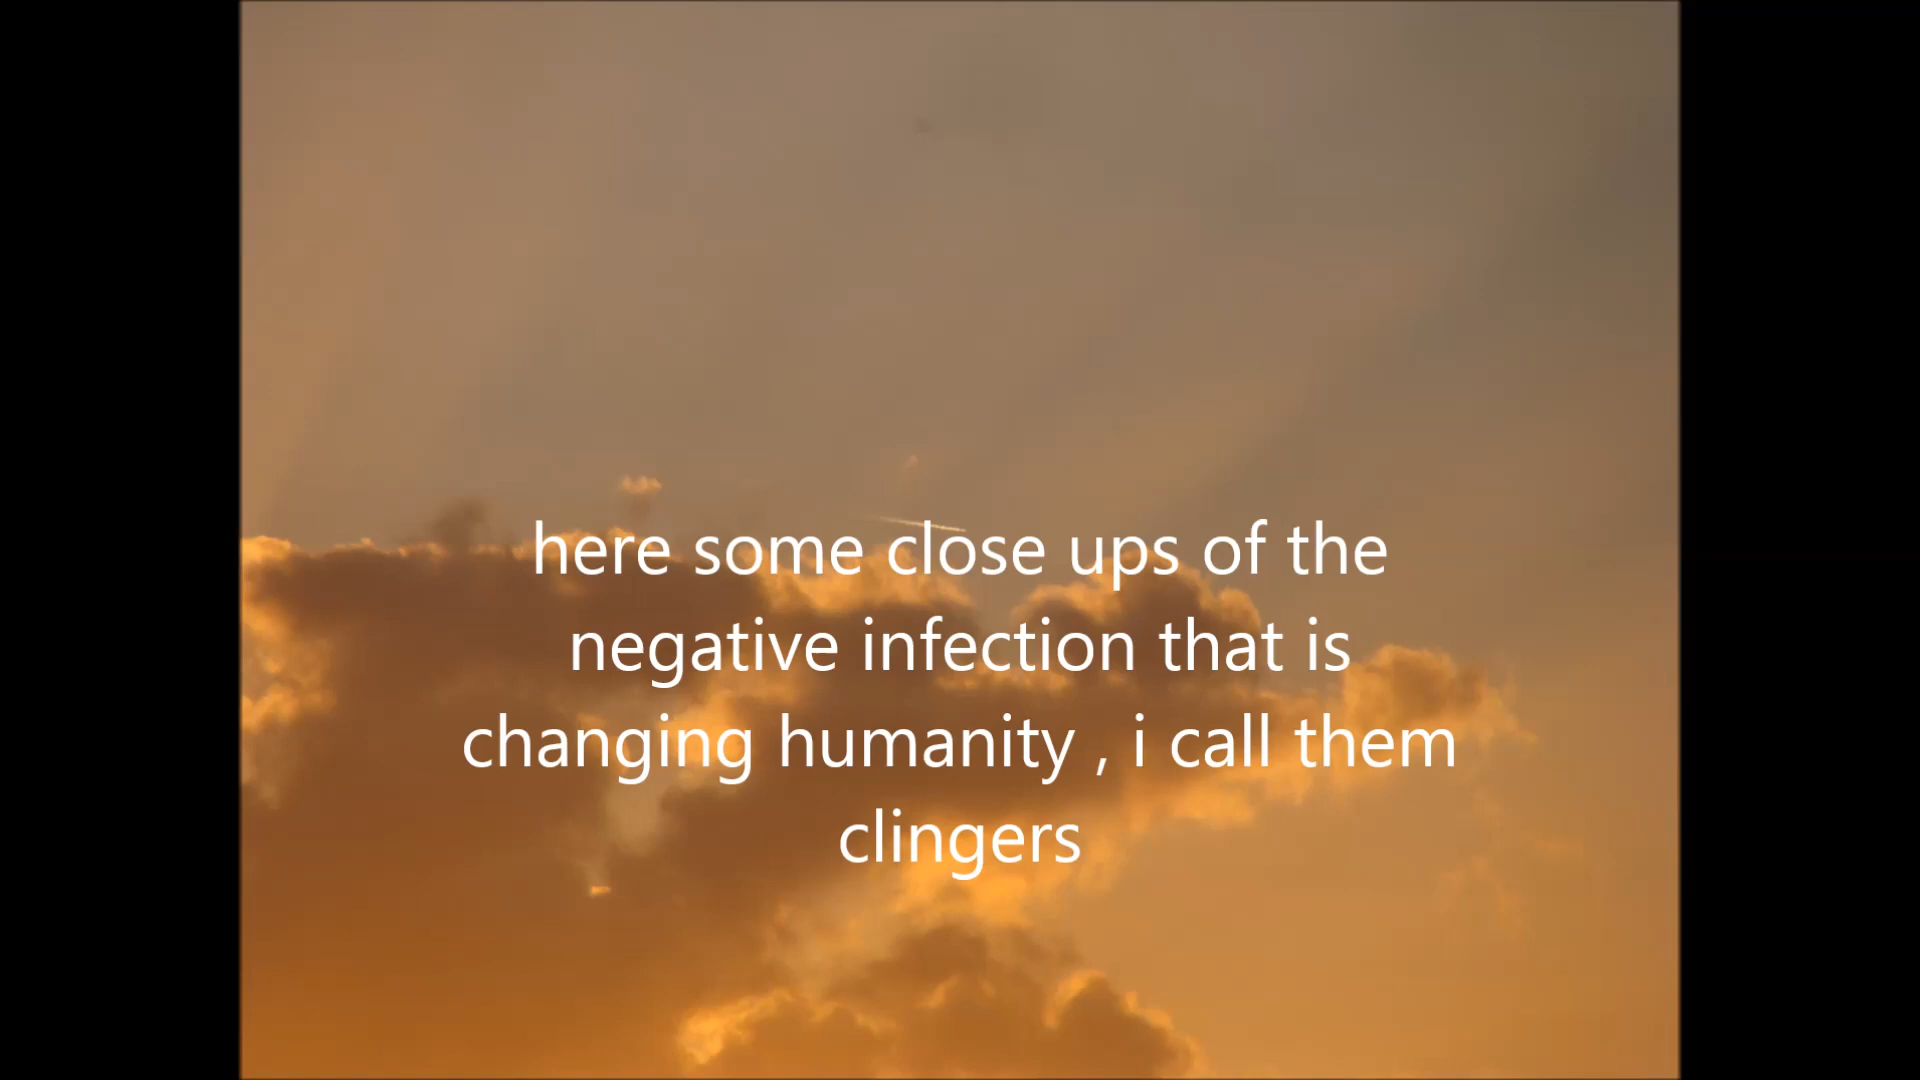 here some close ups of the
negative infection that is
changing humanity , i call them
clingers